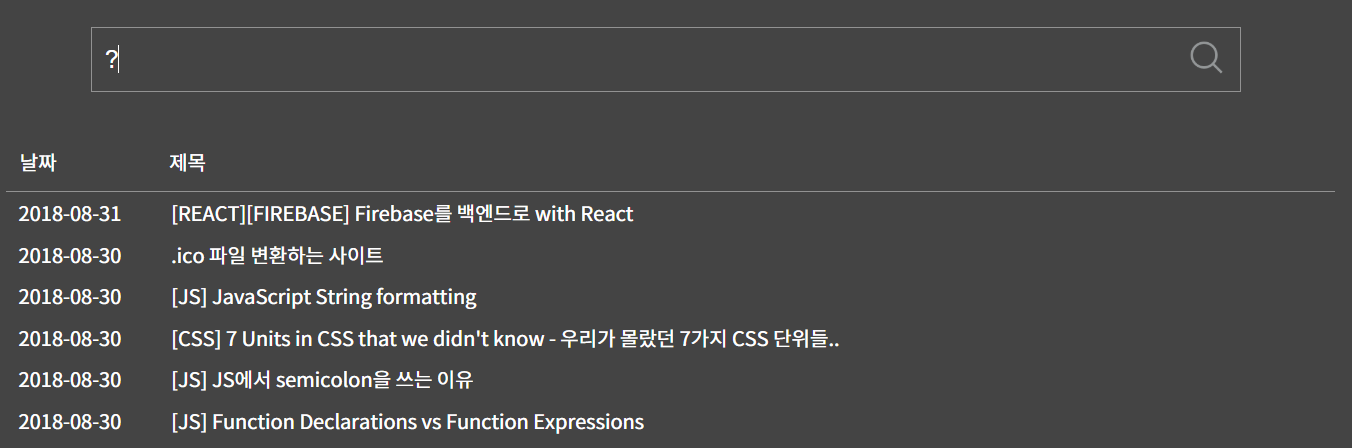 ?
날짜 제목
2018-08-31 [REACT][FIREBASE] Firebase를 백엔드로 with React
2018-08-30 .ico 파일 변환하는 사이트
2018-08-30 [JS] JavaScript String formatting
2018-08-30 [CSS] 7 Units in CSS that we didn't know - 우리가 몰랐던 7가지 CSS 단위들..
2018-08-30 [JS] JS에서 semicolon을 쓰는 이유
2018-08-30 [JS] Function Declarations vs Function Expressions